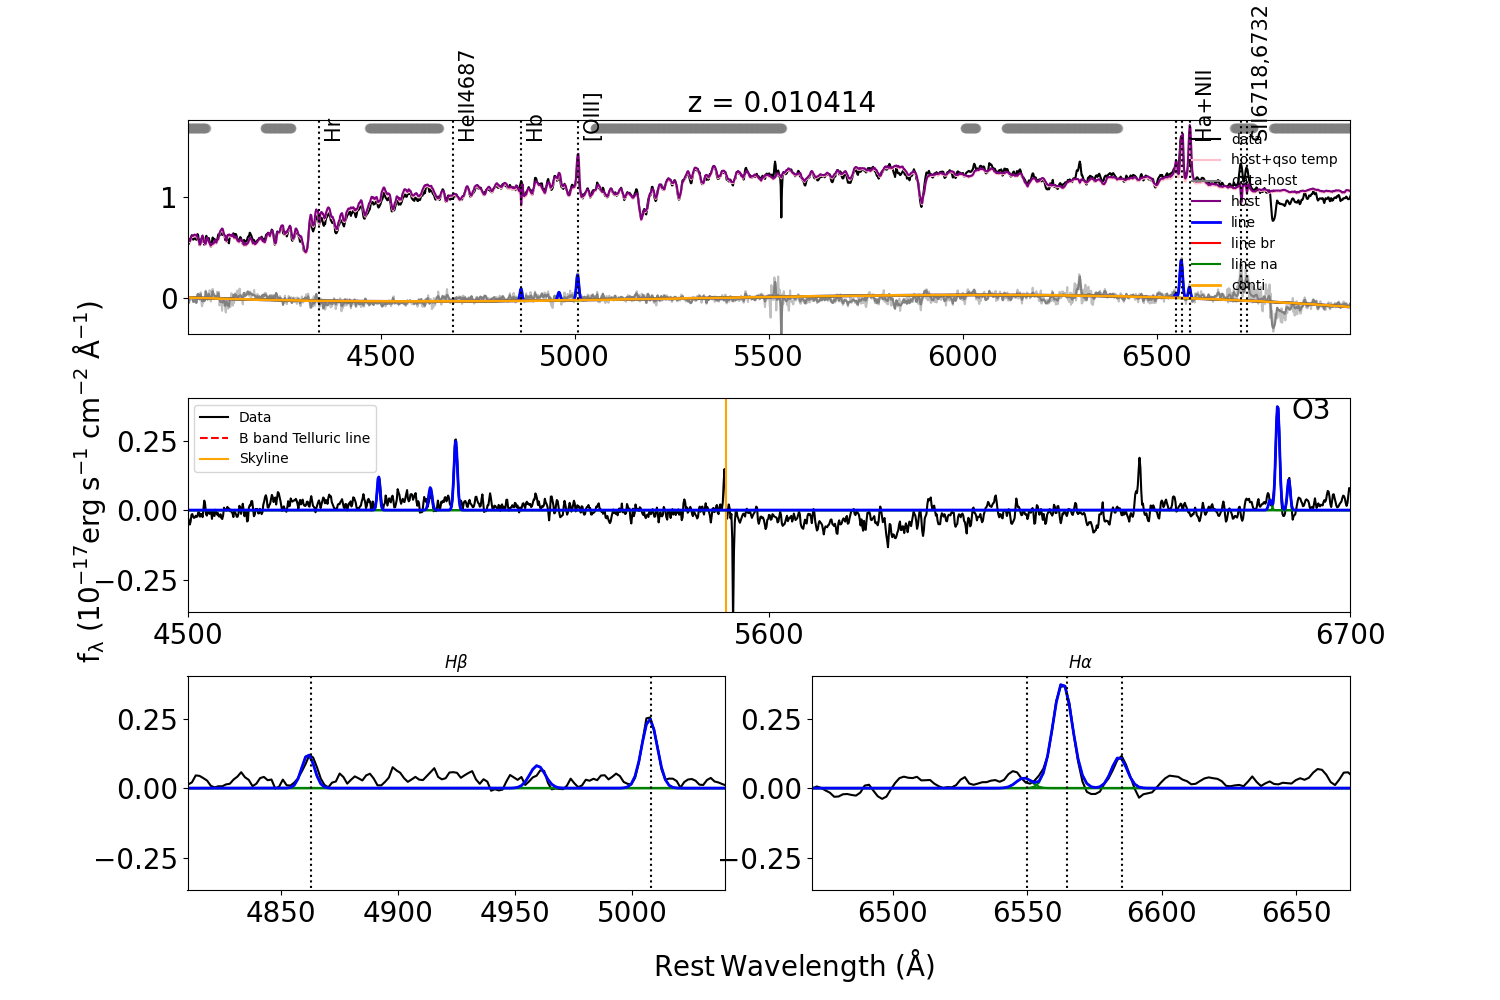 z = 0.010414
Hr
HeII4687
Hb
[OIII]
Ha+NII
SII6718,6732
data
host+qso temp
data-host
host
line
line br
line na
conti
1
0
4500 5000 5500 6000 6500
fλ (10⁻¹⁷erg s⁻¹ cm⁻² Å⁻¹)
Data
B band Telluric line
Skyline
O3
0.25
0.00
−0.25
4500 5600 6700
Hβ
0.25
0.00
−0.25
4850 4900 4950 5000
Hα
0.25
0.00
−0.25
6500 6550 6600 6650
Rest Wavelength (Å)